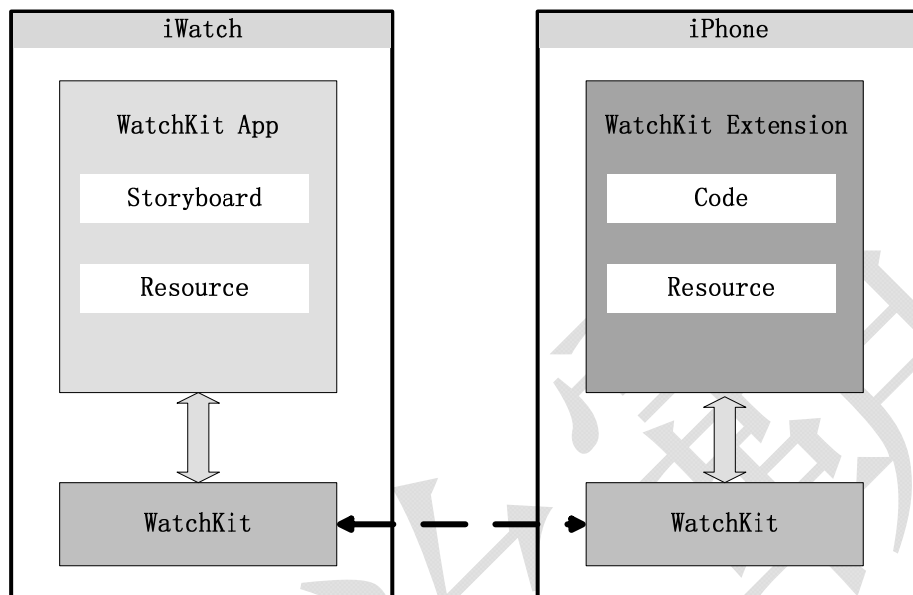 iWatch
WatchKit App
Storyboard
Resource
WatchKit
iPhone
WatchKit Extension
Code
Resource
WatchKit